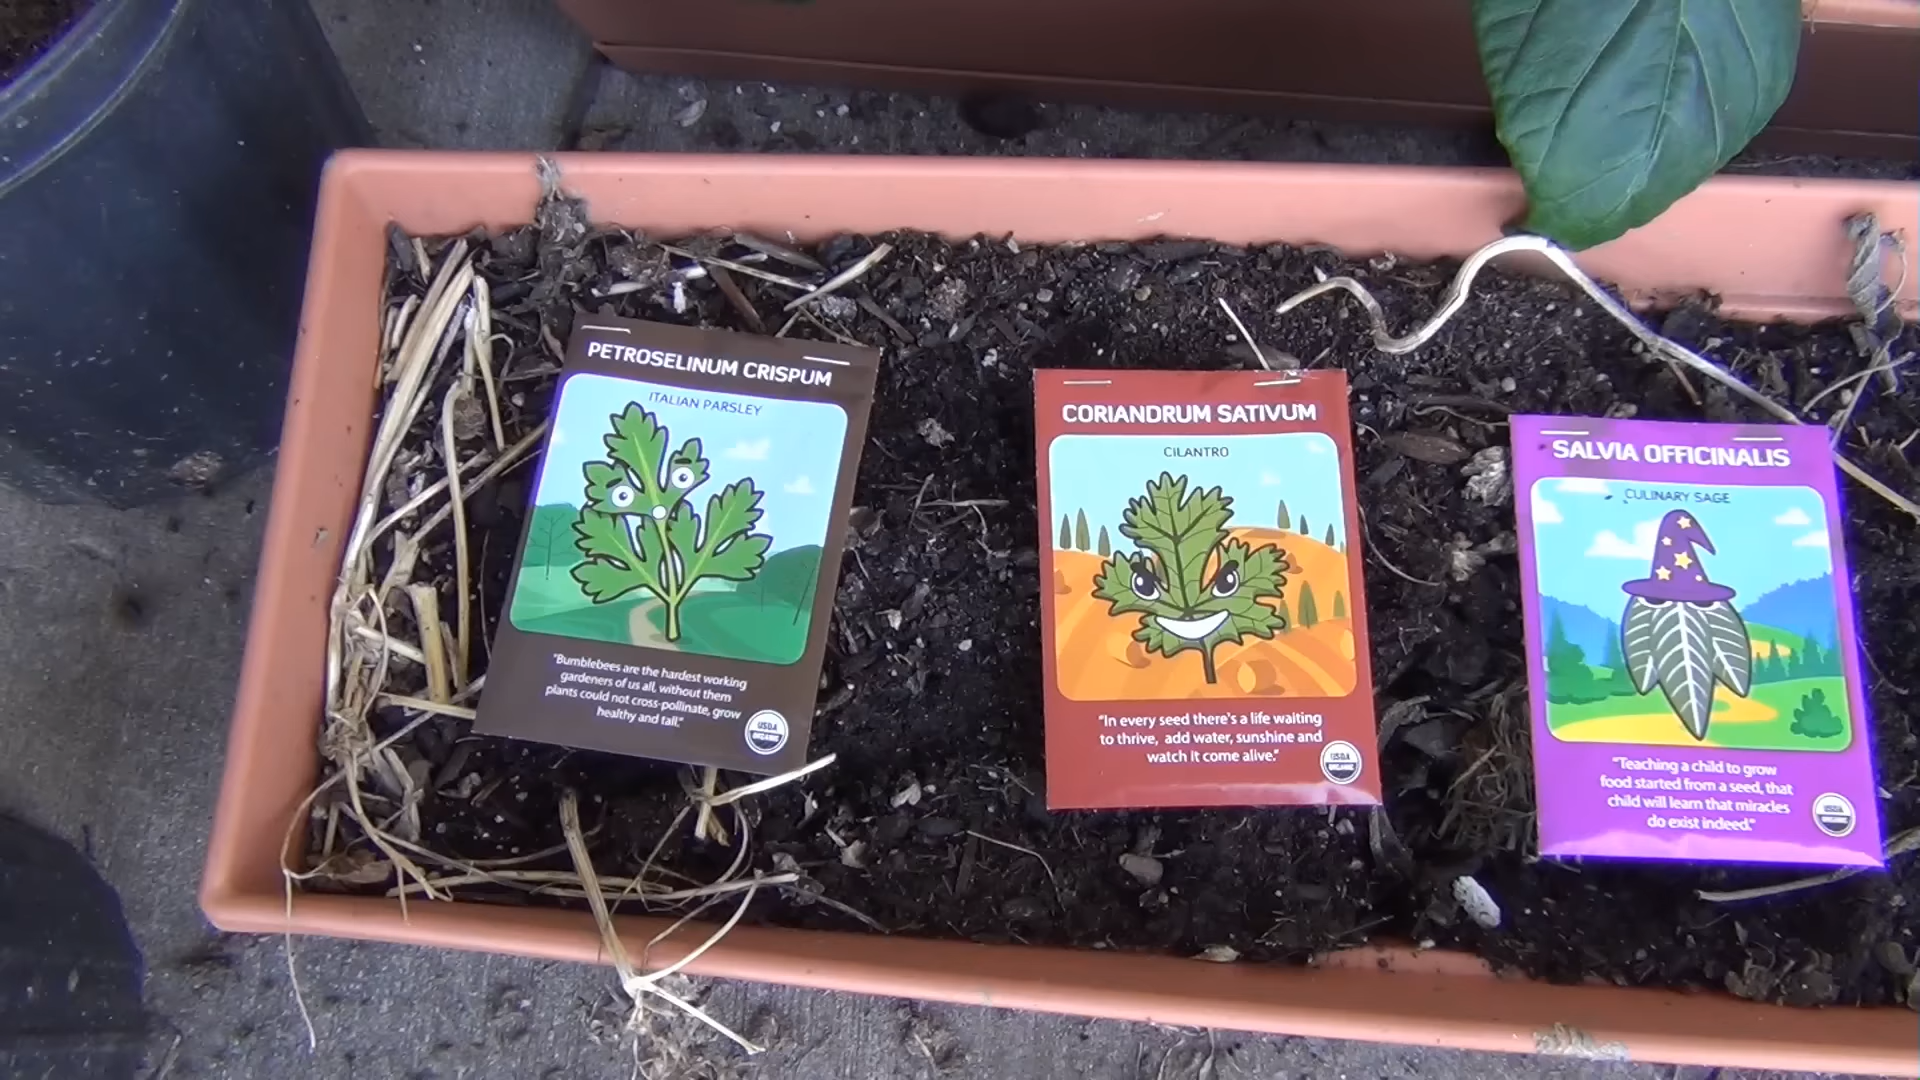 PETROSELINUM CRISPUM
ITALIAN PARSLEY
"Bumblebees are the hardest working
gardeners of us all, without them
plants could not cross-pollinate, grow
healthy and tall."
USDA
ORGANIC
CORIANDRUM SATIVUM
CILANTRO
"In every seed there's a life waiting
to thrive, add water, sunshine and
watch it come alive."
USDA
ORGANIC
SALVIA OFFICINALIS
CULINARY SAGE
"Teaching a child to grow
food started from a seed, that
child will learn that miracles
do exist indeed."
USDA
ORGANIC